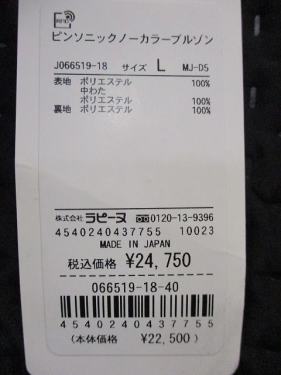 ピンソニックノーカラーブルゾン
J066519-18 サイズ L MJ-D5
表地 ポリエステル 100%
中わた
ポリエステル 100%
裏地 ポリエステル 100%
株式会社 ラピーヌ 0120-13-9396
4540240437755 10023
MADE IN JAPAN
税込価格 ¥24,750
066519-18-40
4540240437755
(本体価格 ¥22,500)